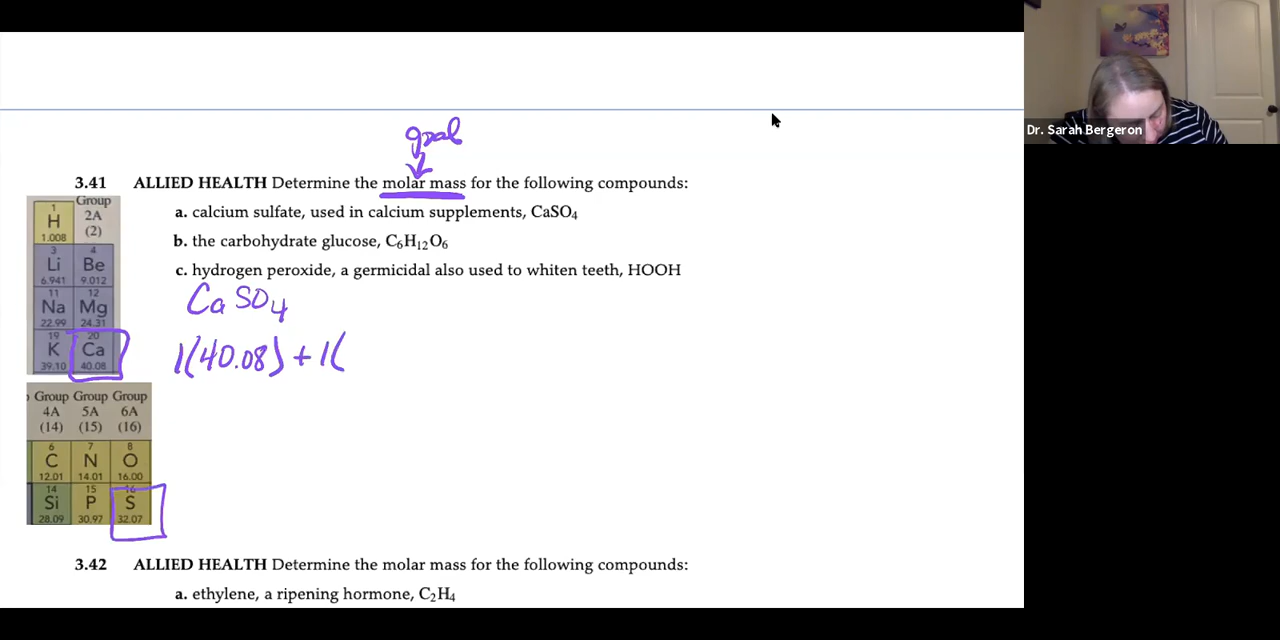 goal
3.41 ALLIED HEALTH Determine the molar mass for the following compounds:
a. calcium sulfate, used in calcium supplements, CaSO₄
b. the carbohydrate glucose, C₆H₁₂O₆
c. hydrogen peroxide, a germicidal also used to whiten teeth, HOOH
CaSO₄
1(40.08) + 1(
1 Group
H 2A
1.008 (2)
3 4
Li Be
6.941 9.012
11 12
Na Mg
22.99 24.31
19 20
K Ca
39.10 40.08
Group Group Group
4A 5A 6A
(14) (15) (16)
6 7 8
C N O
12.01 14.01 16.00
14 15 16
Si P S
28.09 30.97 32.07
3.42 ALLIED HEALTH Determine the molar mass for the following compounds:
a. ethylene, a ripening hormone, C₂H₄
Dr. Sarah Bergeron